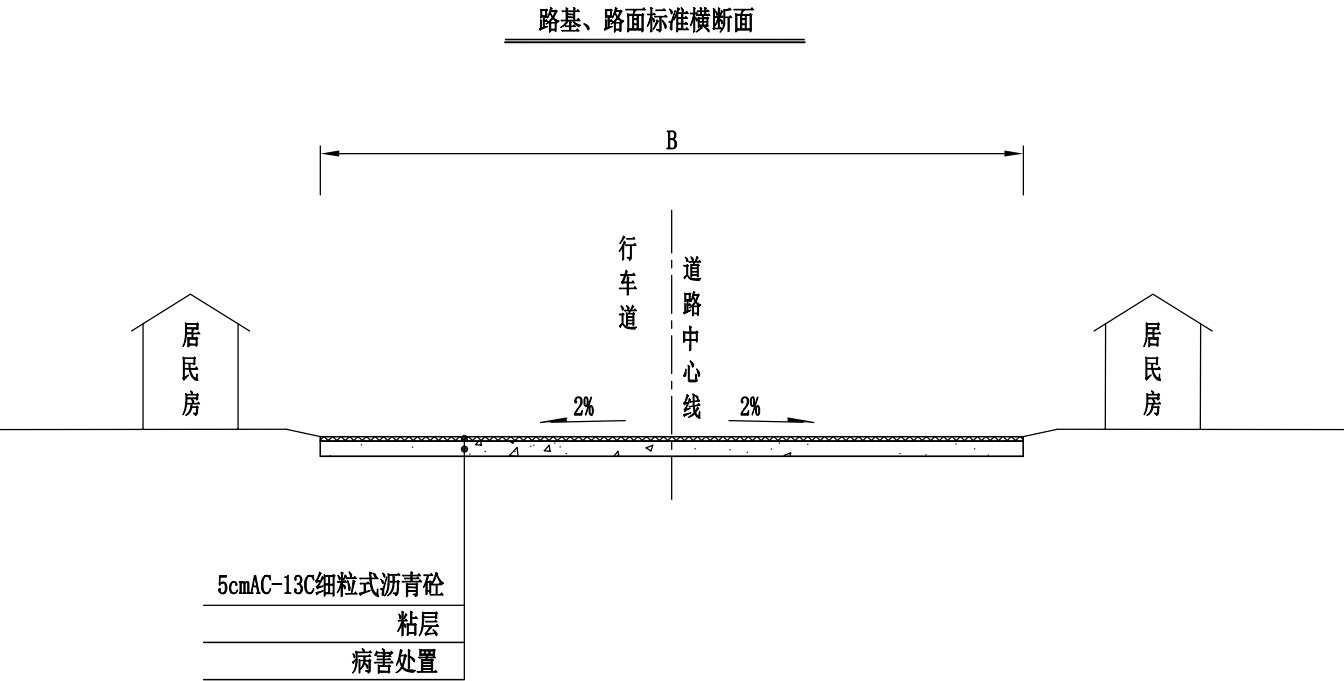 路基、路面标准横断面
B
行车道
道路中心线
居民房
居民房
2%
2%
5cmAC-13C细粒式沥青砼
粘层
病害处置